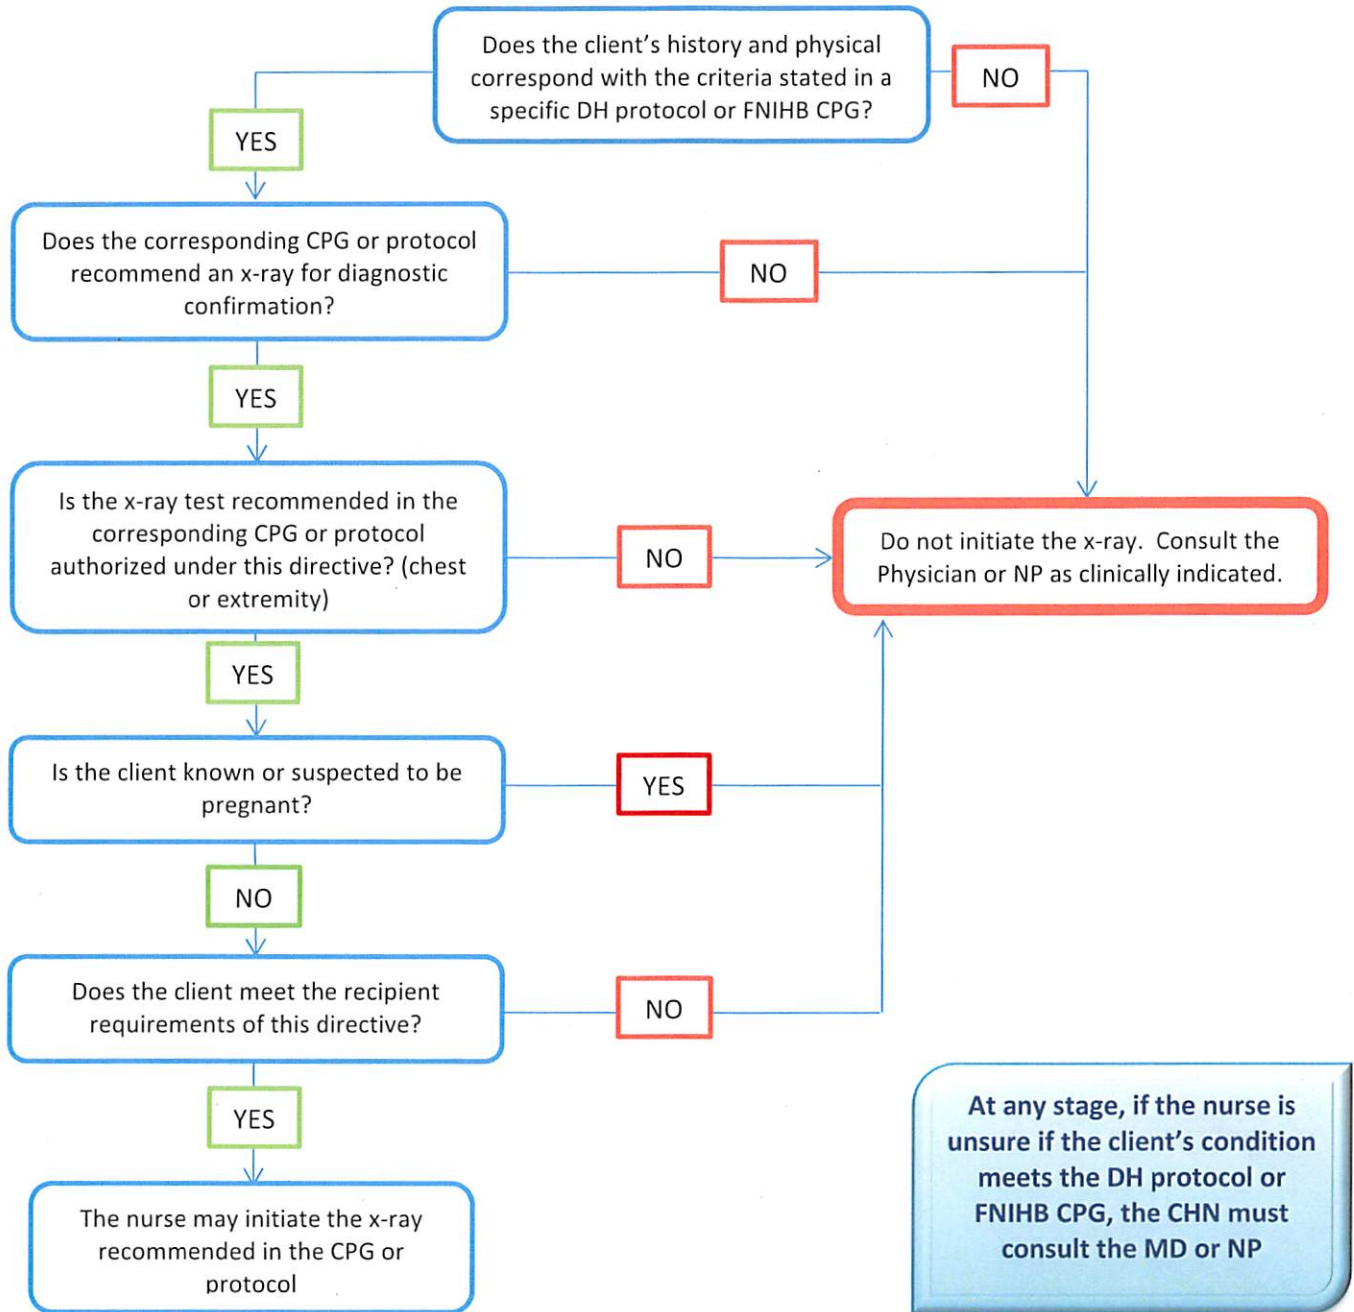 Does the client's history and physical
correspond with the criteria stated in a
specific DH protocol or FNIHB CPG?
NO
YES
Does the corresponding CPG or protocol
recommend an x-ray for diagnostic
confirmation?
NO
YES
Is the x-ray test recommended in the
corresponding CPG or protocol
authorized under this directive? (chest
or extremity)
NO
Do not initiate the x-ray.  Consult the
Physician or NP as clinically indicated.
YES
Is the client known or suspected to be
pregnant?
YES
NO
Does the client meet the recipient
requirements of this directive?
NO
YES
The nurse may initiate the x-ray
recommended in the CPG or
protocol
At any stage, if the nurse is
unsure if the client's condition
meets the DH protocol or
FNIHB CPG, the CHN must
consult the MD or NP